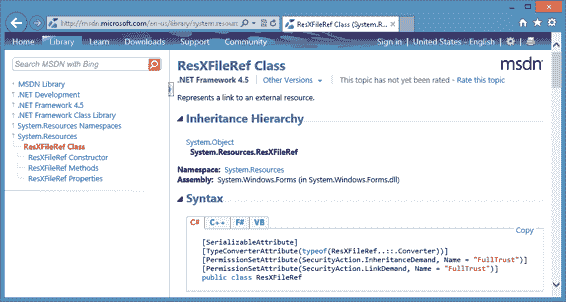 http://msdn.microsoft.com/en-us/library/system.resour
ResXFileRef Class (System.R...
Home Library Learn Downloads Support Community Sign in | United States - English
Search MSDN with Bing
MSDN Library
.NET Development
.NET Framework 4.5
.NET Framework Class Library
System.Resources Namespaces
System.Resources
ResXFileRef Class
ResXFileRef Constructor
ResXFileRef Methods
ResXFileRef Properties
ResXFileRef Class
msdn
.NET Framework 4.5 Other Versions This topic has not yet been rated - Rate this topic
Represents a link to an external resource.
Inheritance Hierarchy
System.Object
System.Resources.ResXFileRef
Namespace: System.Resources
Assembly: System.Windows.Forms (in System.Windows.Forms.dll)
Syntax
C# C++ F# VB
Copy
[SerializableAttribute]
[TypeConverterAttribute(typeof(ResXFileRef..::.Converter))]
[PermissionSetAttribute(SecurityAction.InheritanceDemand, Name = "FullTrust")]
[PermissionSetAttribute(SecurityAction.LinkDemand, Name = "FullTrust")]
public class ResXFileRef